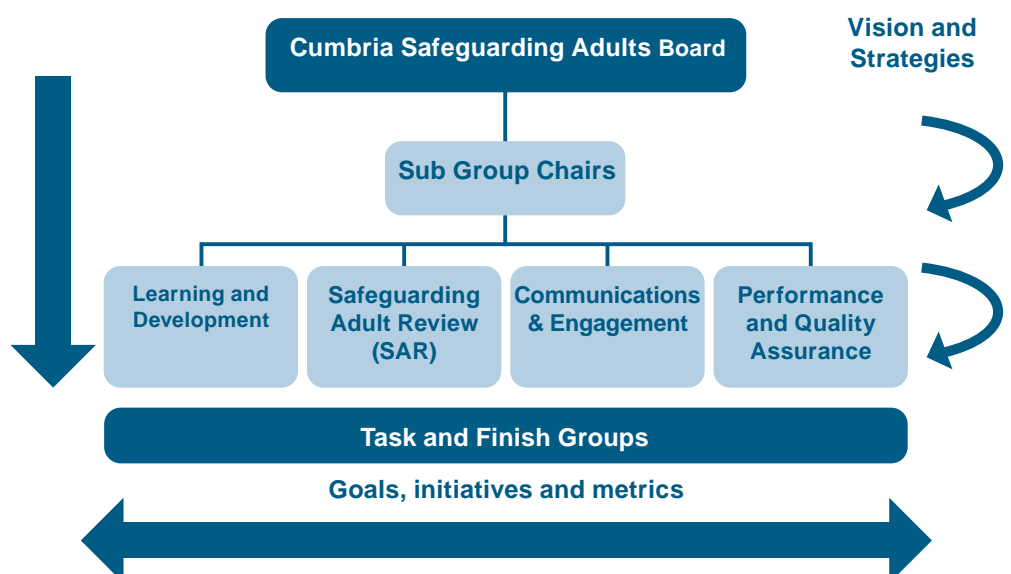 Cumbria Safeguarding Adults Board
Vision and
Strategies
Sub Group Chairs
Learning and
Development
Safeguarding
Adult Review
(SAR)
Communications
& Engagement
Performance
and Quality
Assurance
Task and Finish Groups
Goals, initiatives and metrics